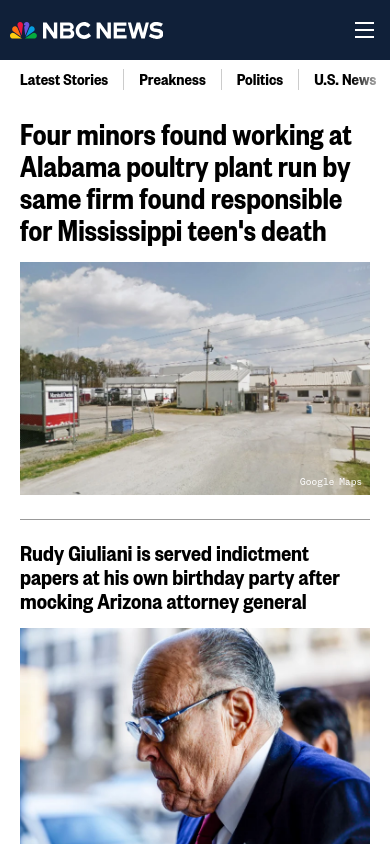 NBC NEWS
Latest Stories
Preakness
Politics
U.S. News
Four minors found working at
Alabama poultry plant run by
same firm found responsible
for Mississippi teen's death
Google Maps
Rudy Giuliani is served indictment
papers at his own birthday party after
mocking Arizona attorney general